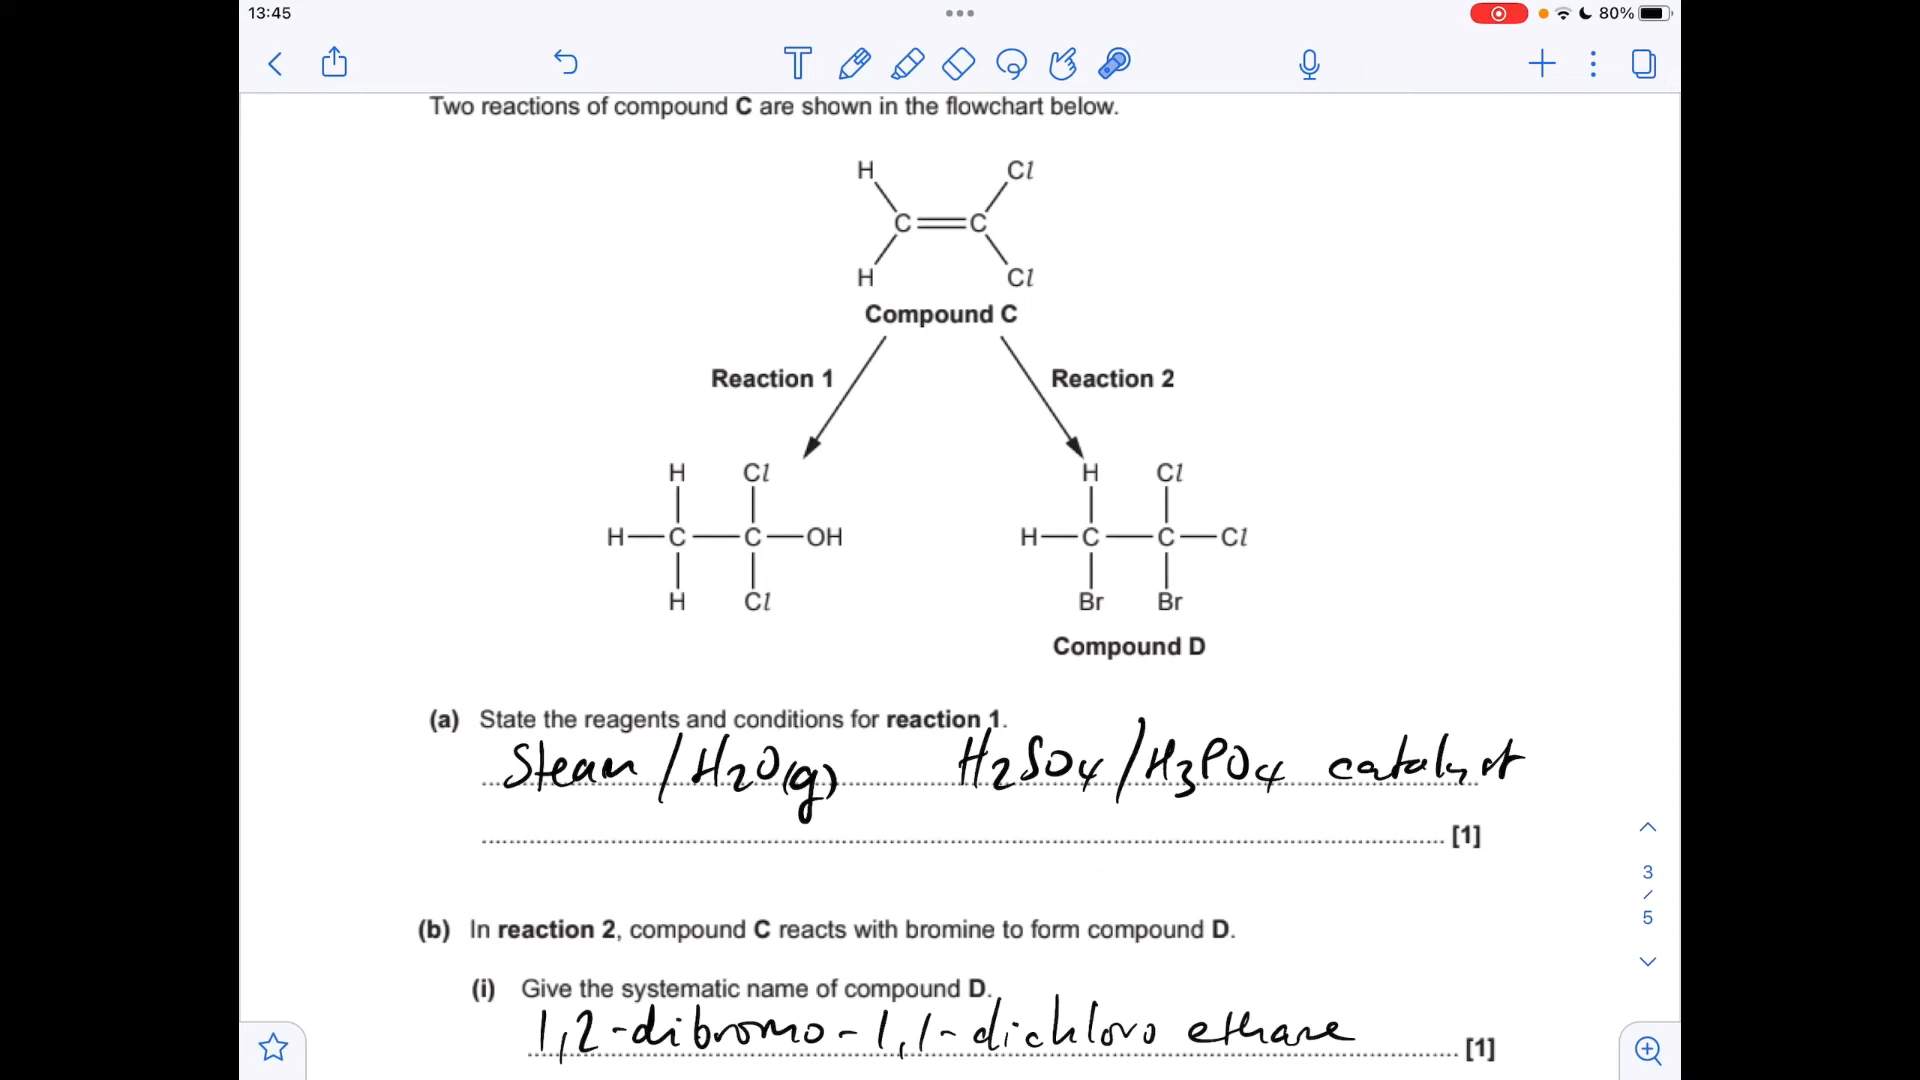 13:45
80%
Two reactions of compound C are shown in the flowchart below.
H Cl
C C
H Cl
Compound C
Reaction 1 Reaction 2
H Cl H Cl
H C C OH H C C Cl
H Cl Br Br
Compound D
(a) State the reagents and conditions for reaction 1.
Steam / H2O(g) H2SO4 / H3PO4 catalyst
[1]
3
/
5
(b) In reaction 2, compound C reacts with bromine to form compound D.
(i) Give the systematic name of compound D.
1,2-dibromo-1,1-dichloro ethane
[1]